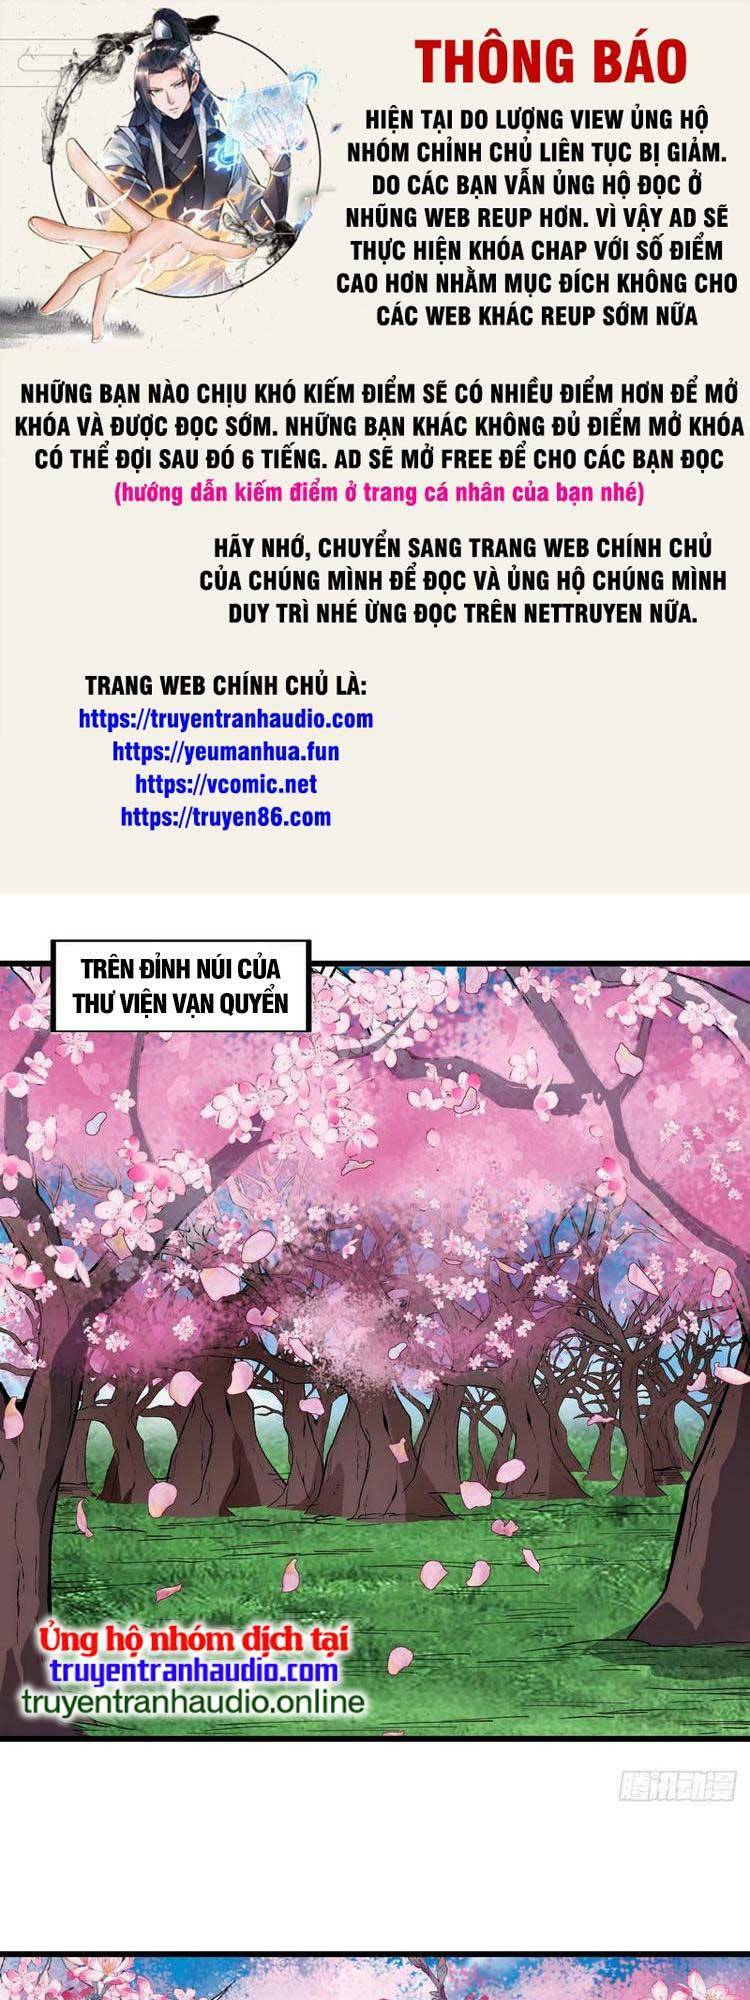 THÔNG BÁO
HIỆN TẠI DO LƯỢNG VIEW ỦNG HỘ
NHÓM CHỈNH CHỦ LIÊN TỤC BỊ GIẢM.
DO CÁC BẠN VẪN ỦNG HỘ ĐỌC Ở
NHŨNG WEB REUP HƠN. VÌ VẬY AD SẼ
THỰC HIỆN KHÓA CHAP VỚI SỐ ĐIỂM
CAO HƠN NHẰM MỤC ĐÍCH KHÔNG CHO
CÁC WEB KHÁC REUP SỚM NỮA
NHỮNG BẠN NÀO CHỊU KHÓ KIẾM ĐIỂM SẼ CÓ NHIỀU ĐIỂM HƠN ĐỂ MỞ
KHÓA VÀ ĐƯỢC ĐỌC SỚM. NHỮNG BẠN KHÁC KHÔNG ĐỦ ĐIỂM MỞ KHÓA
CÓ THỂ ĐỢI SAU ĐÓ 6 TIẾNG. AD SẼ MỞ FREE ĐỂ CHO CÁC BẠN ĐỌC
(hướng dẫn kiếm điểm ở trang cá nhân của bạn nhé)
HÃY NHỚ, CHUYỂN SANG TRANG WEB CHÍNH CHỦ
CỦA CHÚNG MÌNH ĐỂ ĐỌC VÀ ỦNG HỘ CHÚNG MÌNH
DUY TRÌ NHÉ ỪNG ĐỌC TRÊN NETTRUYEN NỮA.
TRANG WEB CHÍNH CHỦ LÀ:
https://truyentranhaudio.com
https://yeumanhua.fun
https://vcomic.net
https://truyen86.com
TRÊN ĐỈNH NÚI CỦA
THƯ VIỆN VẠN QUYỂN
Ủng hộ nhóm dịch tại
truyentranhaudio.com
truyentranhaudio.online
腾讯动漫